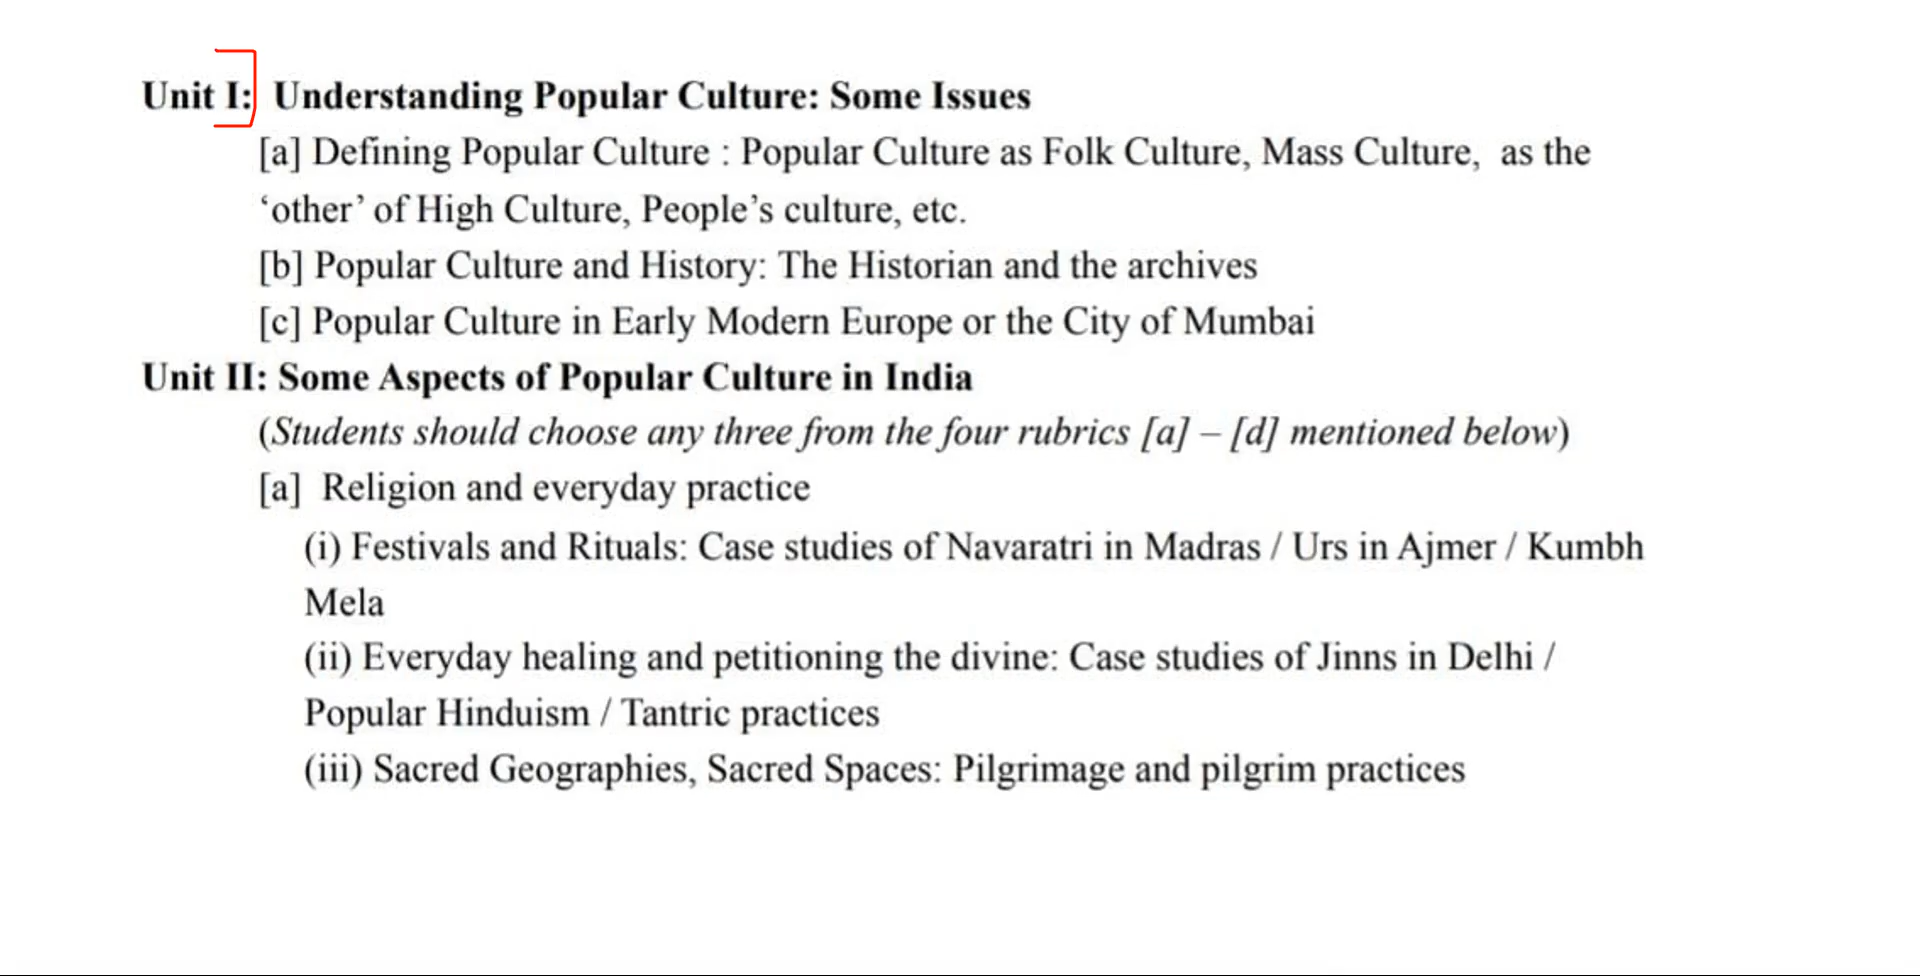 Unit I: Understanding Popular Culture: Some Issues
[a] Defining Popular Culture : Popular Culture as Folk Culture, Mass Culture, as the
‘other’ of High Culture, People’s culture, etc.
[b] Popular Culture and History: The Historian and the archives
[c] Popular Culture in Early Modern Europe or the City of Mumbai
Unit II: Some Aspects of Popular Culture in India
(Students should choose any three from the four rubrics [a] – [d] mentioned below)
[a] Religion and everyday practice
(i) Festivals and Rituals: Case studies of Navaratri in Madras / Urs in Ajmer / Kumbh
Mela
(ii) Everyday healing and petitioning the divine: Case studies of Jinns in Delhi /
Popular Hinduism / Tantric practices
(iii) Sacred Geographies, Sacred Spaces: Pilgrimage and pilgrim practices